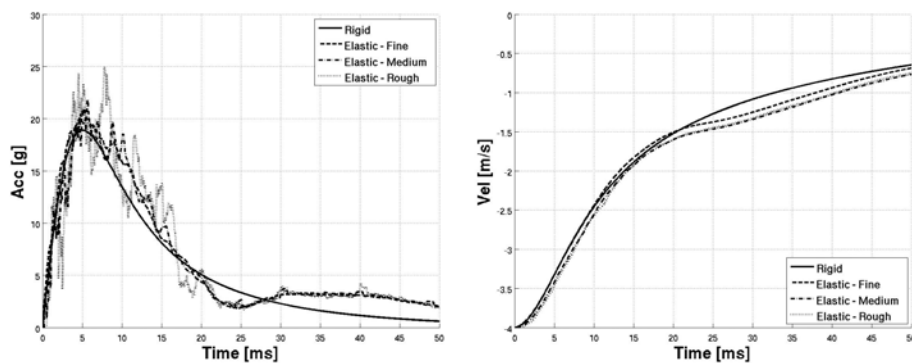 30
25
20
15
10
5
0
Acc [g]
0 5 10 15 20 25 30 35 40 45 50
Time [ms]
Rigid
Elastic - Fine
Elastic - Medium
Elastic - Rough
0
-0.5
-1
-1.5
-2
-2.5
-3
-3.5
-4
Vel [m/s]
0 5 10 15 20 25 30 35 40 45 50
Time [ms]
Rigid
Elastic - Fine
Elastic - Medium
Elastic - Rough